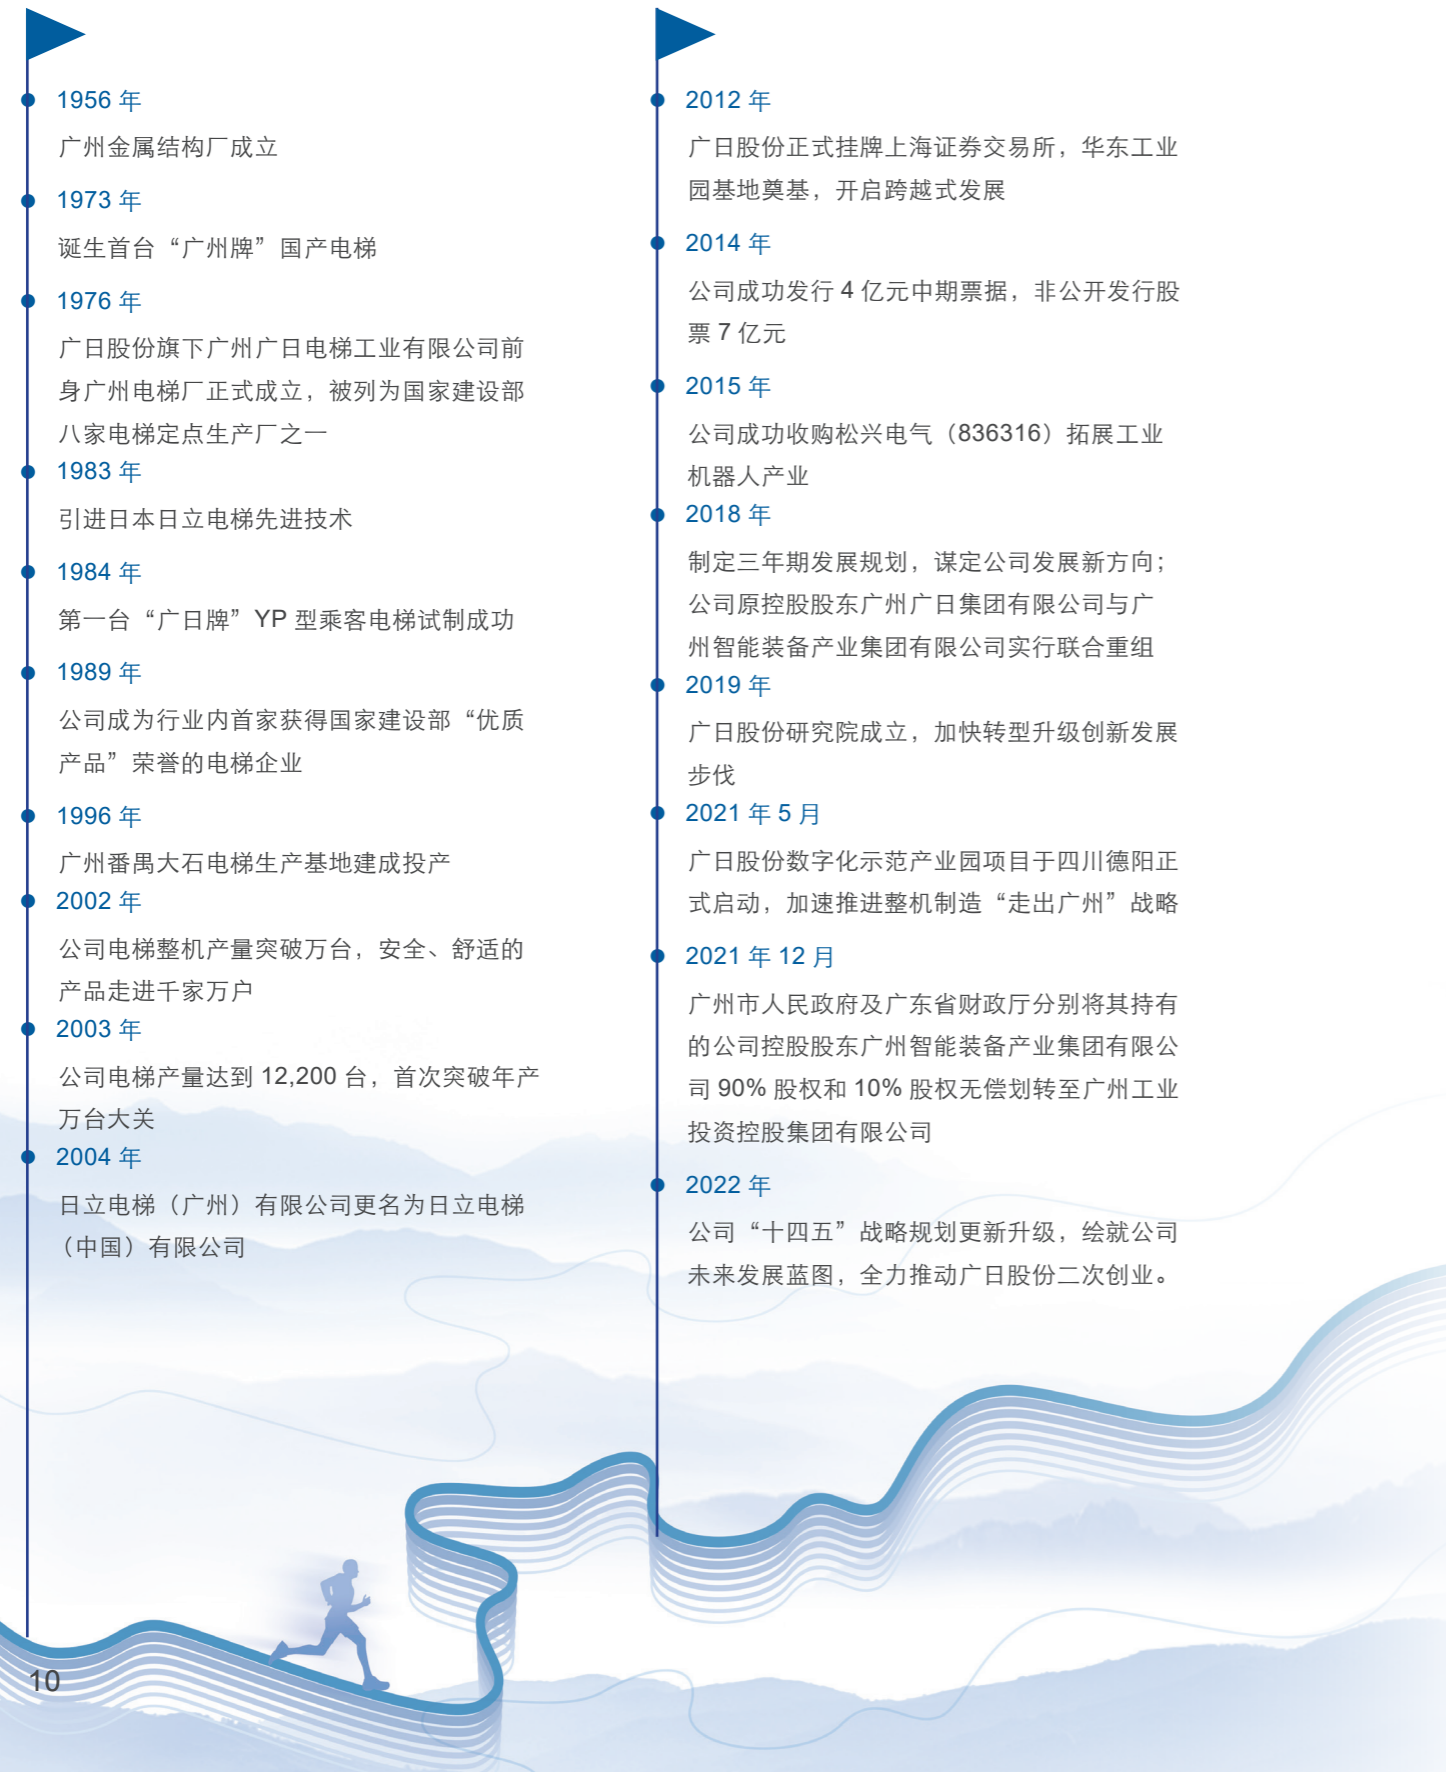 1956 年
广州金属结构厂成立
1973 年
诞生首台“广州牌”国产电梯
1976 年
广日股份旗下广州广日电梯工业有限公司前
身广州电梯厂正式成立，被列为国家建设部
八家电梯定点生产厂之一
1983 年
引进日本日立电梯先进技术
1984 年
第一台“广日牌”YP 型乘客电梯试制成功
1989 年
公司成为行业内首家获得国家建设部“优质
产品”荣誉的电梯企业
1996 年
广州番禺大石电梯生产基地建成投产
2002 年
公司电梯整机产量突破万台，安全、舒适的
产品走进千家万户
2003 年
公司电梯产量达到 12,200 台，首次突破年产
万台大关
2004 年
日立电梯（广州）有限公司更名为日立电梯
（中国）有限公司
2012 年
广日股份正式挂牌上海证券交易所，华东工业
园基地奠基，开启跨越式发展
2014 年
公司成功发行 4 亿元中期票据，非公开发行股
票 7 亿元
2015 年
公司成功收购松兴电气（836316）拓展工业
机器人产业
2018 年
制定三年期发展规划，谋定公司发展新方向；
公司原控股股东广州广日集团有限公司与广
州智能装备产业集团有限公司实行联合重组
2019 年
广日股份研究院成立，加快转型升级创新发展
步伐
2021 年 5 月
广日股份数字化示范产业园项目于四川德阳正
式启动，加速推进整机制造“走出广州”战略
2021 年 12 月
广州市人民政府及广东省财政厅分别将其持有
的公司控股股东广州智能装备产业集团有限公
司 90% 股权和 10% 股权无偿划转至广州工业
投资控股集团有限公司
2022 年
公司“十四五”战略规划更新升级，绘就公司
未来发展蓝图，全力推动广日股份二次创业。
10